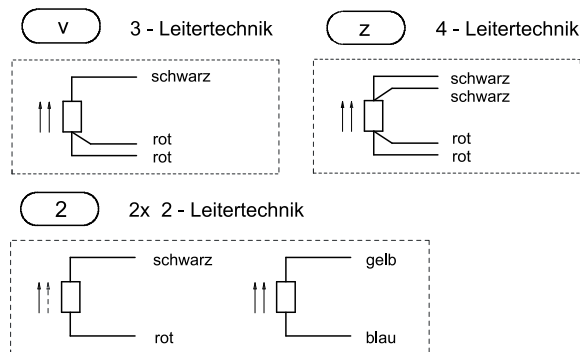 v 3 - Leitertechnik
z 4 - Leitertechnik
schwarz
rot
rot
schwarz
schwarz
rot
rot
2 2x 2 - Leitertechnik
schwarz
rot
gelb
blau